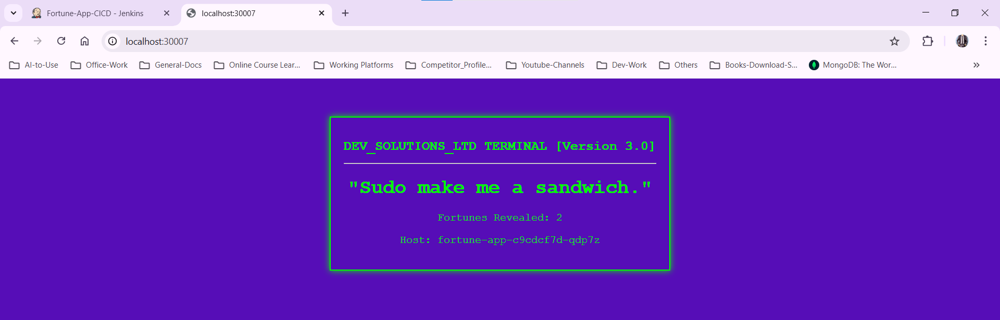 Fortune-App-CICD - Jenkins
localhost:30007
localhost:30007
AI-to-Use
Office-Work
General-Docs
Online Course Lear...
Working Platforms
Competitor_Profile...
Youtube-Channels
Dev-Work
Others
Books-Download-S...
MongoDB: The Wor...
DEV_SOLUTIONS_LTD TERMINAL [Version 3.0]
"Sudo make me a sandwich."
Fortunes Revealed: 2
Host: fortune-app-c9cdcf7d-qdp7z